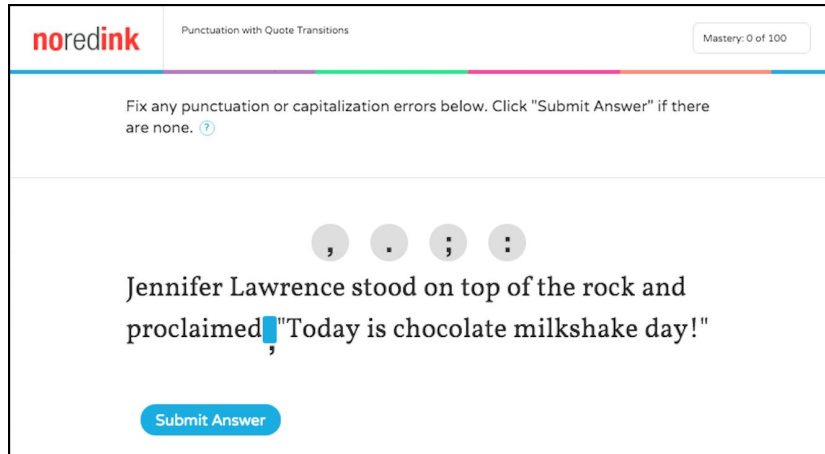 noredink
Punctuation with Quote Transitions
Mastery: 0 of 100
Fix any punctuation or capitalization errors below. Click "Submit Answer" if there
are none. ?
, . ; :
Jennifer Lawrence stood on top of the rock and
proclaimed, "Today is chocolate milkshake day!"
Submit Answer